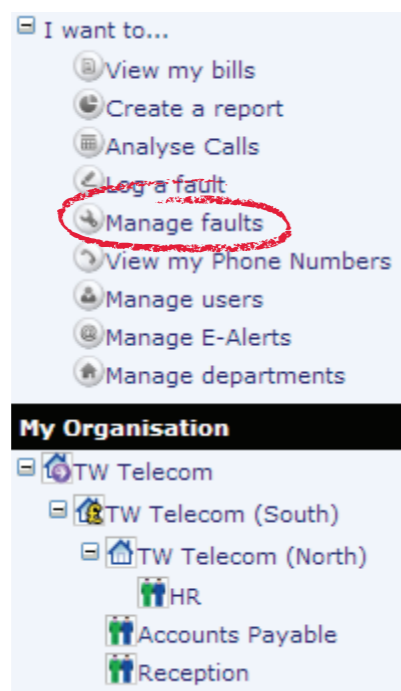 I want to...
View my bills
Create a report
Analyse Calls
Log a fault
Manage faults
View my Phone Numbers
Manage users
Manage E-Alerts
Manage departments
My Organisation
TW Telecom
TW Telecom (South)
TW Telecom (North)
HR
Accounts Payable
Reception